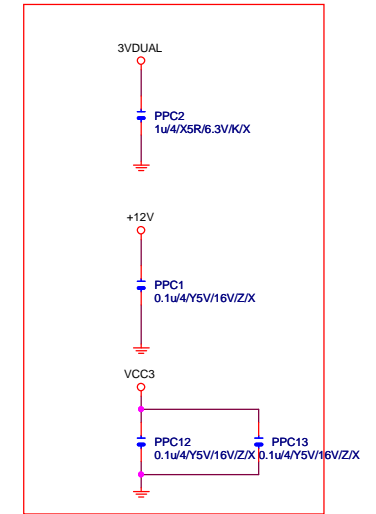 3VDUAL
PPC2
1u/4/X5R/6.3V/K/X
+12V
PPC1
0.1u/4/Y5V/16V/Z/X
VCC3
PPC12 PPC13
0.1u/4/Y5V/16V/Z/X 0.1u/4/Y5V/16V/Z/X